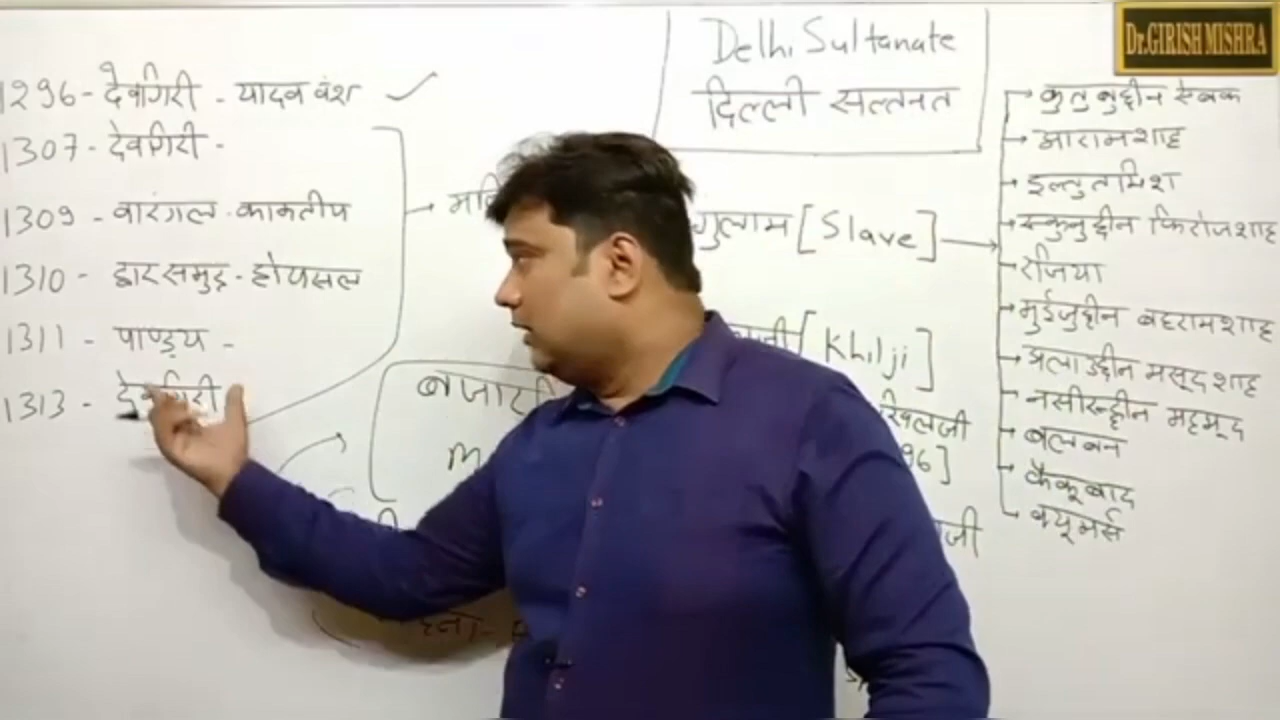 Dr.GIRISH MISHRA
Delhi Sultanate
दिल्ली सल्तनत
1296 - देवगिरी - यादव वंश ✓
1307 - देवगिरी -
1309 - वारंगल - काकतीय
1310 - द्वारसमुद्र - होयसल
1311 - पाण्ड्य -
1313 - देवगिरी
गुलाम [Slave]
[Khilji]
खिलजी
96]
कुतुबुद्दीन ऐबक
आरामशाह
इल्तुतमिश
रुकुनुद्दीन फिरोजशाह
रजिया
मुईजुद्दीन बहरामशाह
अलाउद्दीन मसूदशाह
नसीरुद्दीन महमूद
बलबन
कैकूबाद
क्यूमर्स